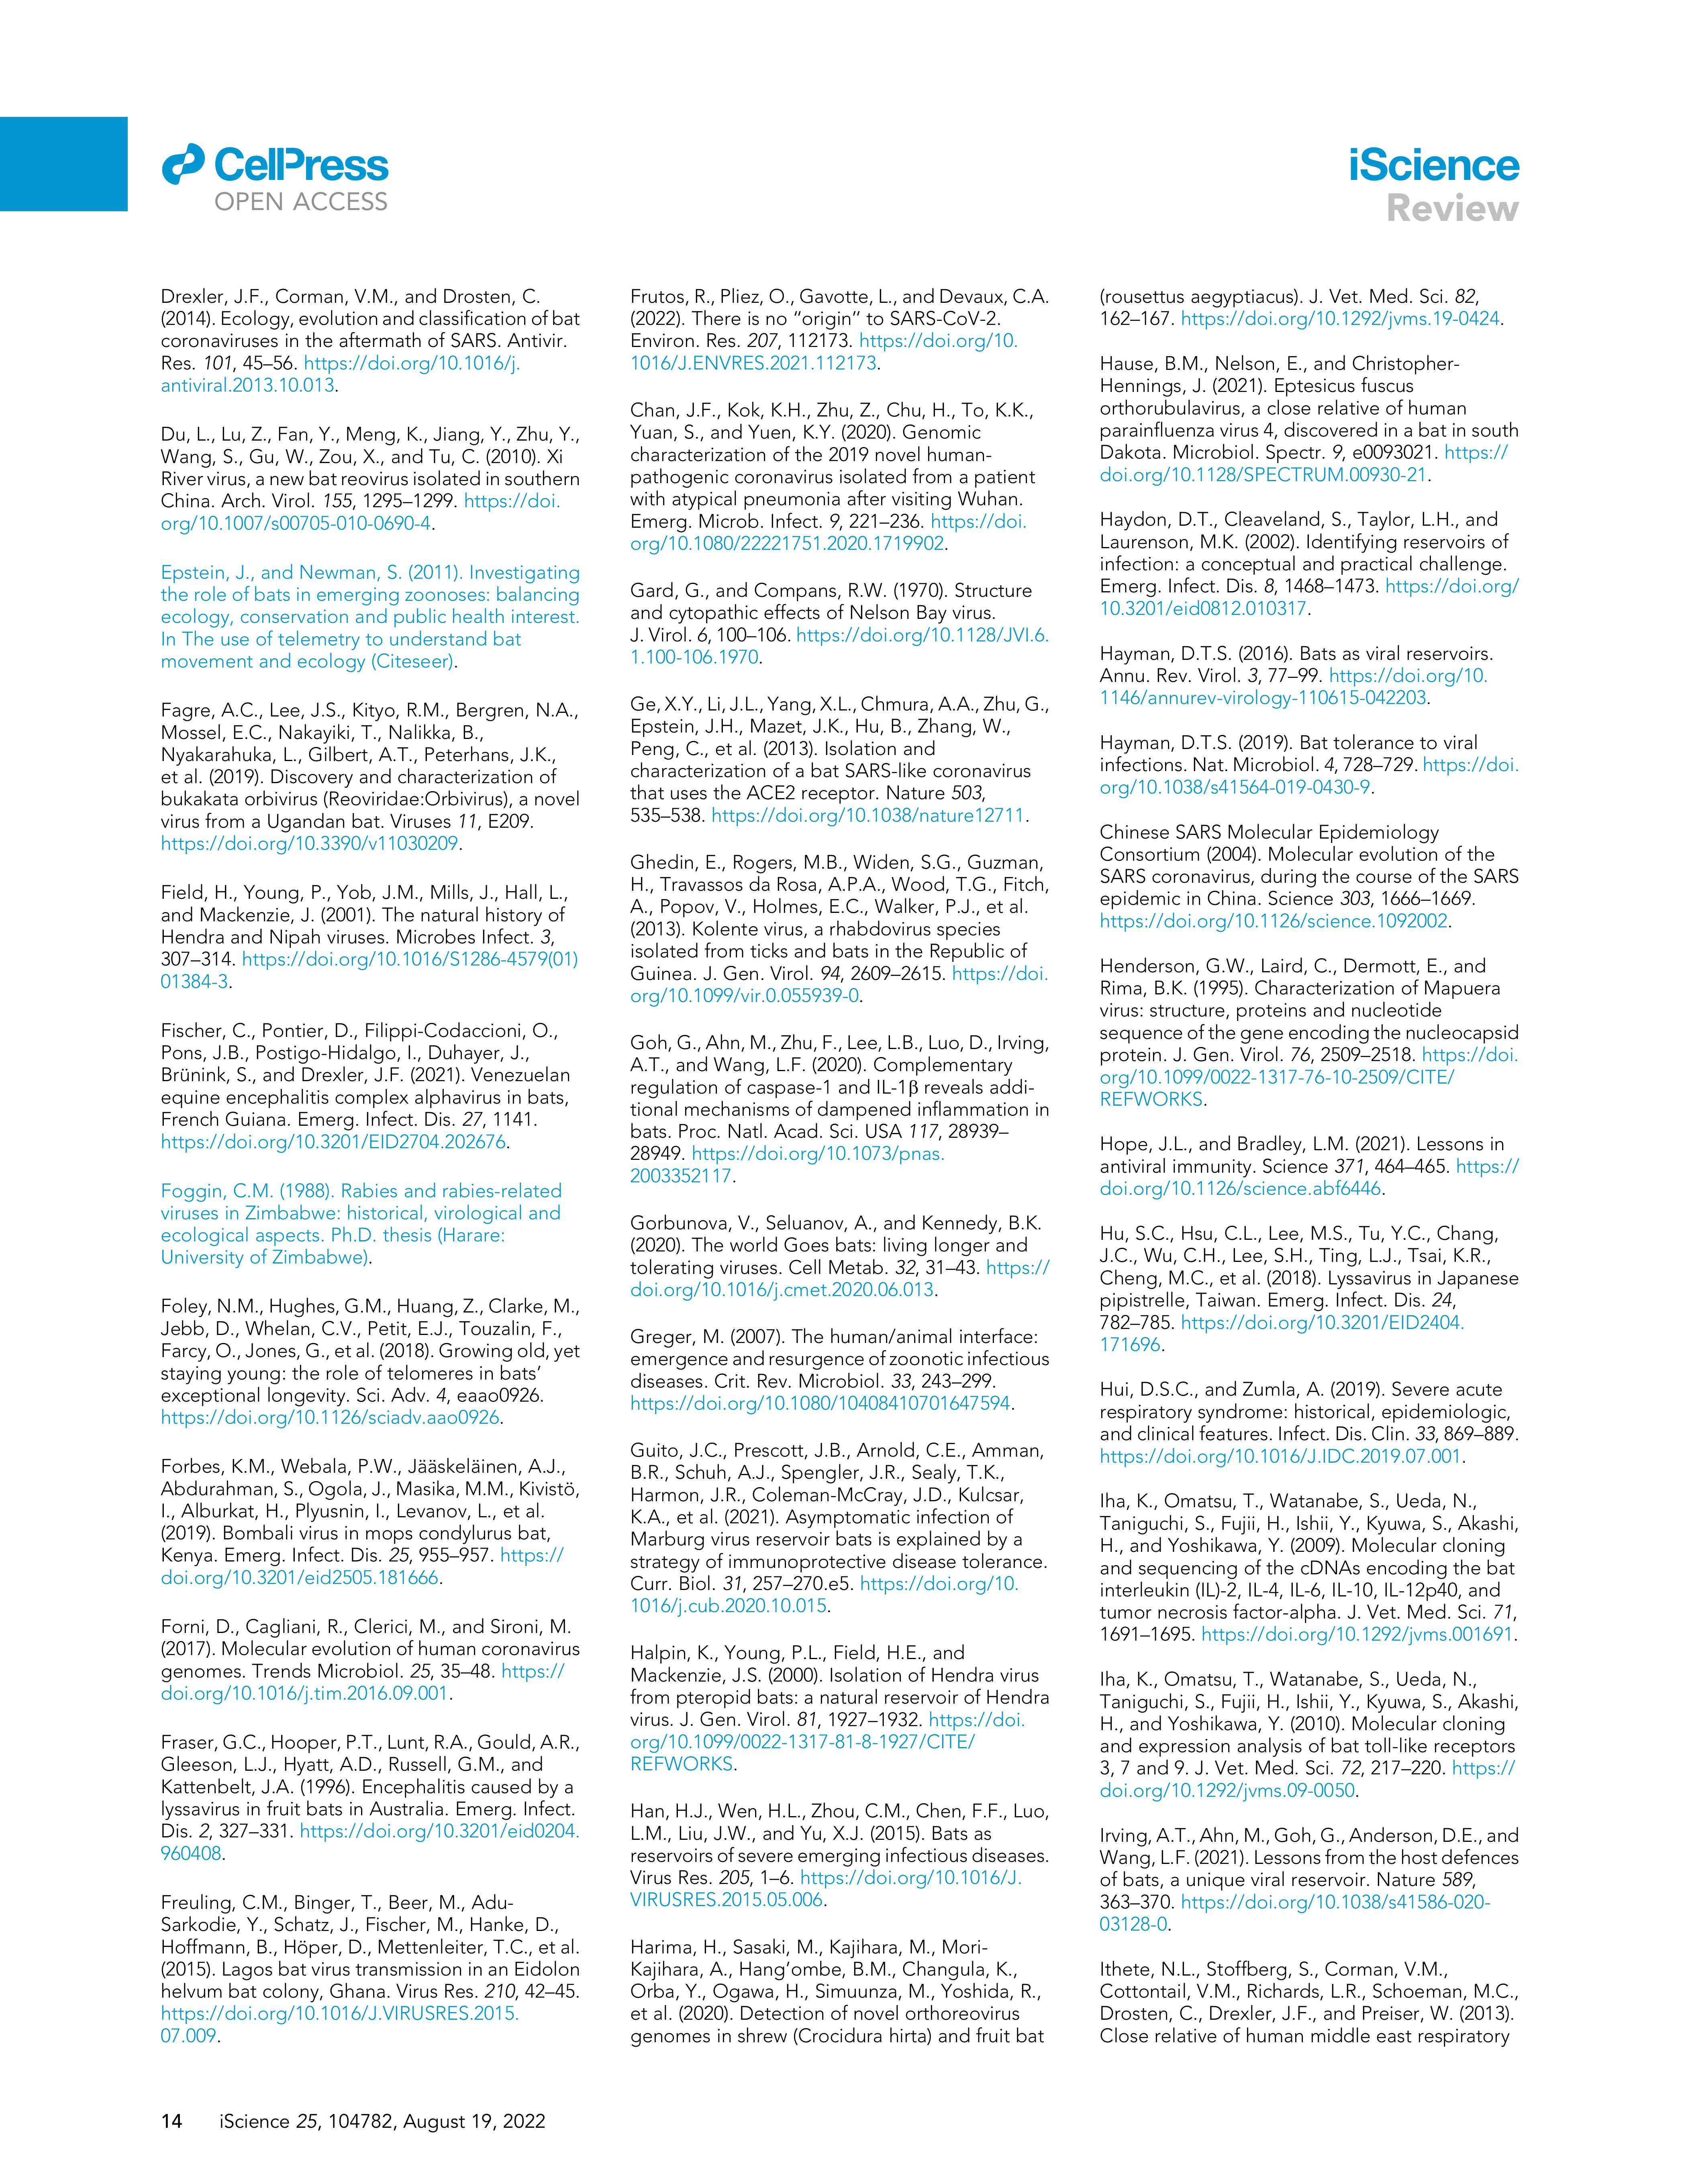 CellPress
OPEN ACCESS
iScience
Review
Drexler, J.F., Corman, V.M., and Drosten, C.
(2014). Ecology, evolution and classification of bat
coronaviruses in the aftermath of SARS. Antivir.
Res. 101, 45–56. https://doi.org/10.1016/j.
antiviral.2013.10.013.
Du, L., Lu, Z., Fan, Y., Meng, K., Jiang, Y., Zhu, Y.,
Wang, S., Gu, W., Zou, X., and Tu, C. (2010). Xi
River virus, a new bat reovirus isolated in southern
China. Arch. Virol. 155, 1295–1299. https://doi.
org/10.1007/s00705-010-0690-4.
Epstein, J., and Newman, S. (2011). Investigating
the role of bats in emerging zoonoses: balancing
ecology, conservation and public health interest.
In The use of telemetry to understand bat
movement and ecology (Citeseer).
Fagre, A.C., Lee, J.S., Kityo, R.M., Bergren, N.A.,
Mossel, E.C., Nakayiki, T., Nalikka, B.,
Nyakarahuka, L., Gilbert, A.T., Peterhans, J.K.,
et al. (2019). Discovery and characterization of
bukakata orbivirus (Reoviridae:Orbivirus), a novel
virus from a Ugandan bat. Viruses 11, E209.
https://doi.org/10.3390/v11030209.
Field, H., Young, P., Yob, J.M., Mills, J., Hall, L.,
and Mackenzie, J. (2001). The natural history of
Hendra and Nipah viruses. Microbes Infect. 3,
307–314. https://doi.org/10.1016/S1286-4579(01)
01384-3.
Fischer, C., Pontier, D., Filippi-Codaccioni, O.,
Pons, J.B., Postigo-Hidalgo, I., Duhayer, J.,
Brünink, S., and Drexler, J.F. (2021). Venezuelan
equine encephalitis complex alphavirus in bats,
French Guiana. Emerg. Infect. Dis. 27, 1141.
https://doi.org/10.3201/EID2704.202676.
Foggin, C.M. (1988). Rabies and rabies-related
viruses in Zimbabwe: historical, virological and
ecological aspects. Ph.D. thesis (Harare:
University of Zimbabwe).
Foley, N.M., Hughes, G.M., Huang, Z., Clarke, M.,
Jebb, D., Whelan, C.V., Petit, E.J., Touzalin, F.,
Farcy, O., Jones, G., et al. (2018). Growing old, yet
staying young: the role of telomeres in bats’
exceptional longevity. Sci. Adv. 4, eaao0926.
https://doi.org/10.1126/sciadv.aao0926.
Forbes, K.M., Webala, P.W., Jääskeläinen, A.J.,
Abdurahman, S., Ogola, J., Masika, M.M., Kivistö,
I., Alburkat, H., Plyusnin, I., Levanov, L., et al.
(2019). Bombali virus in mops condylurus bat,
Kenya. Emerg. Infect. Dis. 25, 955–957. https://
doi.org/10.3201/eid2505.181666.
Forni, D., Cagliani, R., Clerici, M., and Sironi, M.
(2017). Molecular evolution of human coronavirus
genomes. Trends Microbiol. 25, 35–48. https://
doi.org/10.1016/j.tim.2016.09.001.
Fraser, G.C., Hooper, P.T., Lunt, R.A., Gould, A.R.,
Gleeson, L.J., Hyatt, A.D., Russell, G.M., and
Kattenbelt, J.A. (1996). Encephalitis caused by a
lyssavirus in fruit bats in Australia. Emerg. Infect.
Dis. 2, 327–331. https://doi.org/10.3201/eid0204.
960408.
Freuling, C.M., Binger, T., Beer, M., Adu-
Sarkodie, Y., Schatz, J., Fischer, M., Hanke, D.,
Hoffmann, B., Höper, D., Mettenleiter, T.C., et al.
(2015). Lagos bat virus transmission in an Eidolon
helvum bat colony, Ghana. Virus Res. 210, 42–45.
https://doi.org/10.1016/J.VIRUSRES.2015.
07.009.
Frutos, R., Pliez, O., Gavotte, L., and Devaux, C.A.
(2022). There is no “origin” to SARS-CoV-2.
Environ. Res. 207, 112173. https://doi.org/10.
1016/J.ENVRES.2021.112173.
Chan, J.F., Kok, K.H., Zhu, Z., Chu, H., To, K.K.,
Yuan, S., and Yuen, K.Y. (2020). Genomic
characterization of the 2019 novel human-
pathogenic coronavirus isolated from a patient
with atypical pneumonia after visiting Wuhan.
Emerg. Microb. Infect. 9, 221–236. https://doi.
org/10.1080/22221751.2020.1719902.
Gard, G., and Compans, R.W. (1970). Structure
and cytopathic effects of Nelson Bay virus.
J. Virol. 6, 100–106. https://doi.org/10.1128/JVI.6.
1.100-106.1970.
Ge, X.Y., Li, J.L., Yang, X.L., Chmura, A.A., Zhu, G.,
Epstein, J.H., Mazet, J.K., Hu, B., Zhang, W.,
Peng, C., et al. (2013). Isolation and
characterization of a bat SARS-like coronavirus
that uses the ACE2 receptor. Nature 503,
535–538. https://doi.org/10.1038/nature12711.
Ghedin, E., Rogers, M.B., Widen, S.G., Guzman,
H., Travassos da Rosa, A.P.A., Wood, T.G., Fitch,
A., Popov, V., Holmes, E.C., Walker, P.J., et al.
(2013). Kolente virus, a rhabdovirus species
isolated from ticks and bats in the Republic of
Guinea. J. Gen. Virol. 94, 2609–2615. https://doi.
org/10.1099/vir.0.055939-0.
Goh, G., Ahn, M., Zhu, F., Lee, L.B., Luo, D., Irving,
A.T., and Wang, L.F. (2020). Complementary
regulation of caspase-1 and IL-1β reveals addi-
tional mechanisms of dampened inflammation in
bats. Proc. Natl. Acad. Sci. USA 117, 28939–
28949. https://doi.org/10.1073/pnas.
2003352117.
Gorbunova, V., Seluanov, A., and Kennedy, B.K.
(2020). The world Goes bats: living longer and
tolerating viruses. Cell Metab. 32, 31–43. https://
doi.org/10.1016/j.cmet.2020.06.013.
Greger, M. (2007). The human/animal interface:
emergence and resurgence of zoonotic infectious
diseases. Crit. Rev. Microbiol. 33, 243–299.
https://doi.org/10.1080/10408410701647594.
Guito, J.C., Prescott, J.B., Arnold, C.E., Amman,
B.R., Schuh, A.J., Spengler, J.R., Sealy, T.K.,
Harmon, J.R., Coleman-McCray, J.D., Kulcsar,
K.A., et al. (2021). Asymptomatic infection of
Marburg virus reservoir bats is explained by a
strategy of immunoprotective disease tolerance.
Curr. Biol. 31, 257–270.e5. https://doi.org/10.
1016/j.cub.2020.10.015.
Halpin, K., Young, P.L., Field, H.E., and
Mackenzie, J.S. (2000). Isolation of Hendra virus
from pteropid bats: a natural reservoir of Hendra
virus. J. Gen. Virol. 81, 1927–1932. https://doi.
org/10.1099/0022-1317-81-8-1927/CITE/
REFWORKS.
Han, H.J., Wen, H.L., Zhou, C.M., Chen, F.F., Luo,
L.M., Liu, J.W., and Yu, X.J. (2015). Bats as
reservoirs of severe emerging infectious diseases.
Virus Res. 205, 1–6. https://doi.org/10.1016/J.
VIRUSRES.2015.05.006.
Harima, H., Sasaki, M., Kajihara, M., Mori-
Kajihara, A., Hang’ombe, B.M., Changula, K.,
Orba, Y., Ogawa, H., Simuunza, M., Yoshida, R.,
et al. (2020). Detection of novel orthoreovirus
genomes in shrew (Crocidura hirta) and fruit bat
(rousettus aegyptiacus). J. Vet. Med. Sci. 82,
162–167. https://doi.org/10.1292/jvms.19-0424.
Hause, B.M., Nelson, E., and Christopher-
Hennings, J. (2021). Eptesicus fuscus
orthorubulavirus, a close relative of human
parainfluenza virus 4, discovered in a bat in south
Dakota. Microbiol. Spectr. 9, e0093021. https://
doi.org/10.1128/SPECTRUM.00930-21.
Haydon, D.T., Cleaveland, S., Taylor, L.H., and
Laurenson, M.K. (2002). Identifying reservoirs of
infection: a conceptual and practical challenge.
Emerg. Infect. Dis. 8, 1468–1473. https://doi.org/
10.3201/eid0812.010317.
Hayman, D.T.S. (2016). Bats as viral reservoirs.
Annu. Rev. Virol. 3, 77–99. https://doi.org/10.
1146/annurev-virology-110615-042203.
Hayman, D.T.S. (2019). Bat tolerance to viral
infections. Nat. Microbiol. 4, 728–729. https://doi.
org/10.1038/s41564-019-0430-9.
Chinese SARS Molecular Epidemiology
Consortium (2004). Molecular evolution of the
SARS coronavirus, during the course of the SARS
epidemic in China. Science 303, 1666–1669.
https://doi.org/10.1126/science.1092002.
Henderson, G.W., Laird, C., Dermott, E., and
Rima, B.K. (1995). Characterization of Mapuera
virus: structure, proteins and nucleotide
sequence of the gene encoding the nucleocapsid
protein. J. Gen. Virol. 76, 2509–2518. https://doi.
org/10.1099/0022-1317-76-10-2509/CITE/
REFWORKS.
Hope, J.L., and Bradley, L.M. (2021). Lessons in
antiviral immunity. Science 371, 464–465. https://
doi.org/10.1126/science.abf6446.
Hu, S.C., Hsu, C.L., Lee, M.S., Tu, Y.C., Chang,
J.C., Wu, C.H., Lee, S.H., Ting, L.J., Tsai, K.R.,
Cheng, M.C., et al. (2018). Lyssavirus in Japanese
pipistrelle, Taiwan. Emerg. Infect. Dis. 24,
782–785. https://doi.org/10.3201/EID2404.
171696.
Hui, D.S.C., and Zumla, A. (2019). Severe acute
respiratory syndrome: historical, epidemiologic,
and clinical features. Infect. Dis. Clin. 33, 869–889.
https://doi.org/10.1016/J.IDC.2019.07.001.
Iha, K., Omatsu, T., Watanabe, S., Ueda, N.,
Taniguchi, S., Fujii, H., Ishii, Y., Kyuwa, S., Akashi,
H., and Yoshikawa, Y. (2009). Molecular cloning
and sequencing of the cDNAs encoding the bat
interleukin (IL)-2, IL-4, IL-6, IL-10, IL-12p40, and
tumor necrosis factor-alpha. J. Vet. Med. Sci. 71,
1691–1695. https://doi.org/10.1292/jvms.001691.
Iha, K., Omatsu, T., Watanabe, S., Ueda, N.,
Taniguchi, S., Fujii, H., Ishii, Y., Kyuwa, S., Akashi,
H., and Yoshikawa, Y. (2010). Molecular cloning
and expression analysis of bat toll-like receptors
3, 7 and 9. J. Vet. Med. Sci. 72, 217–220. https://
doi.org/10.1292/jvms.09-0050.
Irving, A.T., Ahn, M., Goh, G., Anderson, D.E., and
Wang, L.F. (2021). Lessons from the host defences
of bats, a unique viral reservoir. Nature 589,
363–370. https://doi.org/10.1038/s41586-020-
03128-0.
Ithete, N.L., Stoffberg, S., Corman, V.M.,
Cottontail, V.M., Richards, L.R., Schoeman, M.C.,
Drosten, C., Drexler, J.F., and Preiser, W. (2013).
Close relative of human middle east respiratory
14 iScience 25, 104782, August 19, 2022